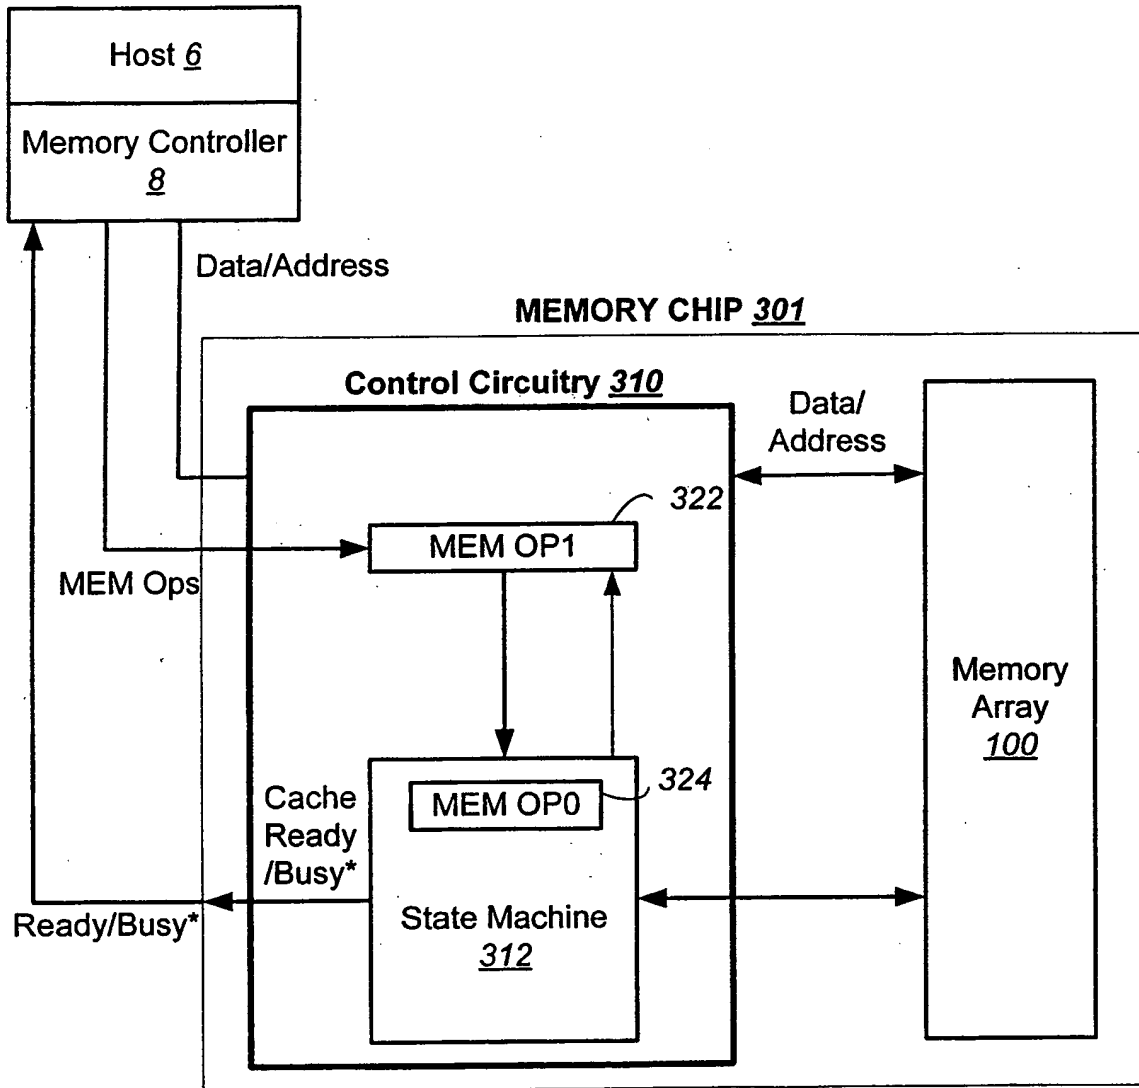 Host 6
Memory Controller
8
Data/Address
MEMORY CHIP 301
Control Circuitry 310
Data/
Address
322
MEM OP1
MEM Ops
Memory
Array
100
324
MEM OP0
Cache
Ready
/Busy*
Ready/Busy*
State Machine
312